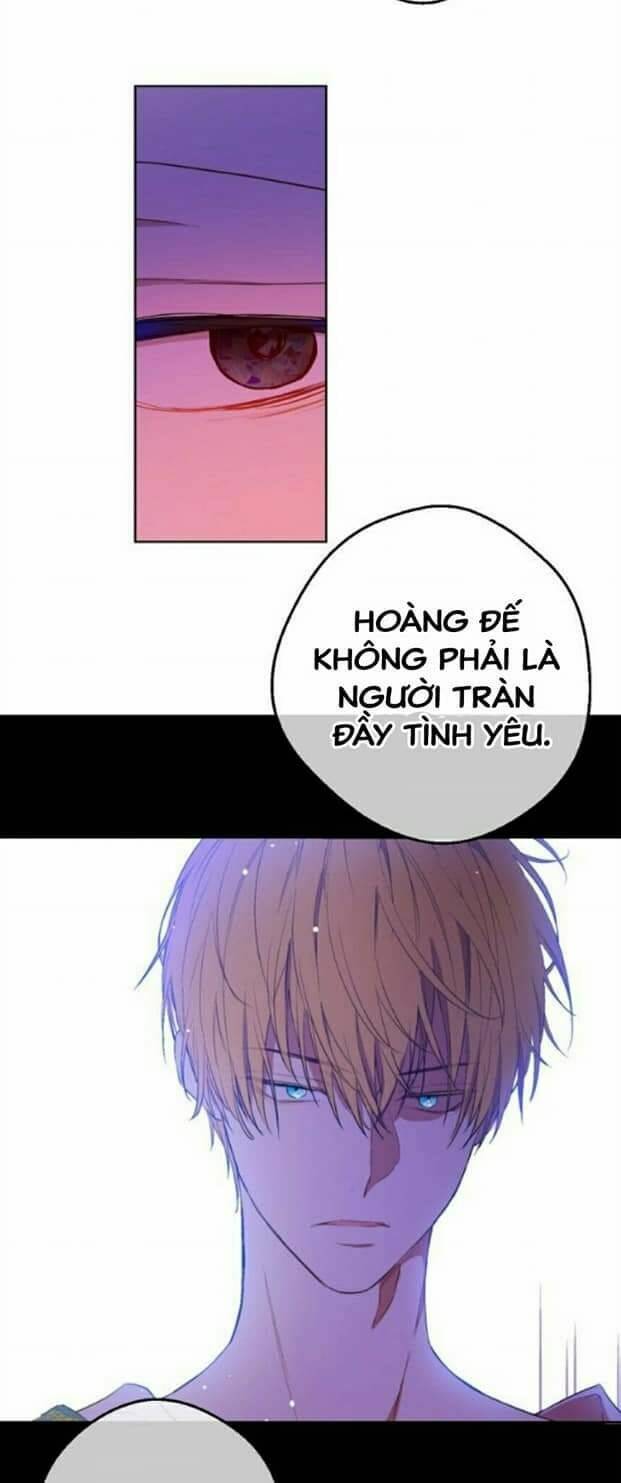 HOÀNG ĐẾ
KHÔNG PHẢI LÀ
NGƯỜI TRÀN
ĐẦY TÌNH YÊU.